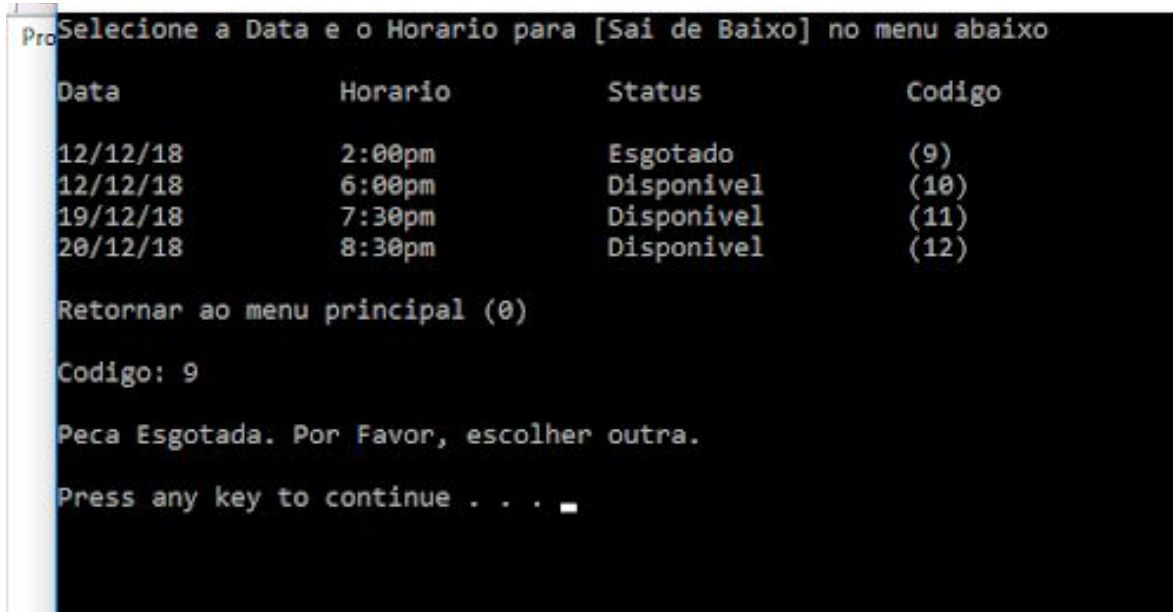 Pro
Selecione a Data e o Horario para [Sai de Baixo] no menu abaixo
Data Horario Status Codigo
12/12/18 2:00pm Esgotado (9)
12/12/18 6:00pm Disponivel (10)
19/12/18 7:30pm Disponivel (11)
20/12/18 8:30pm Disponivel (12)
Retornar ao menu principal (0)
Codigo: 9
Peca Esgotada. Por Favor, escolher outra.
Press any key to continue . . .